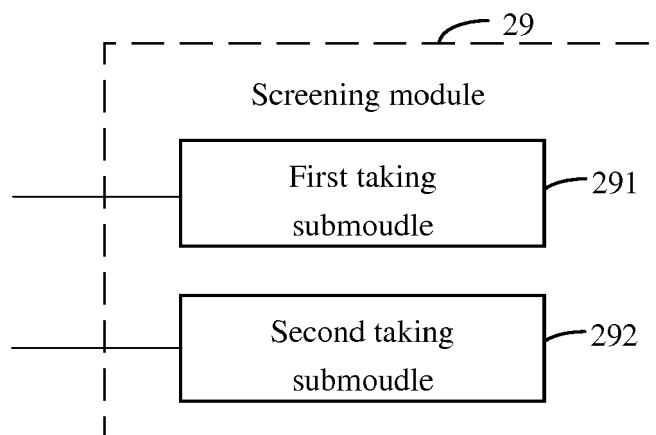 29
Screening module
First taking
submoudle
291
Second taking
submoudle
292